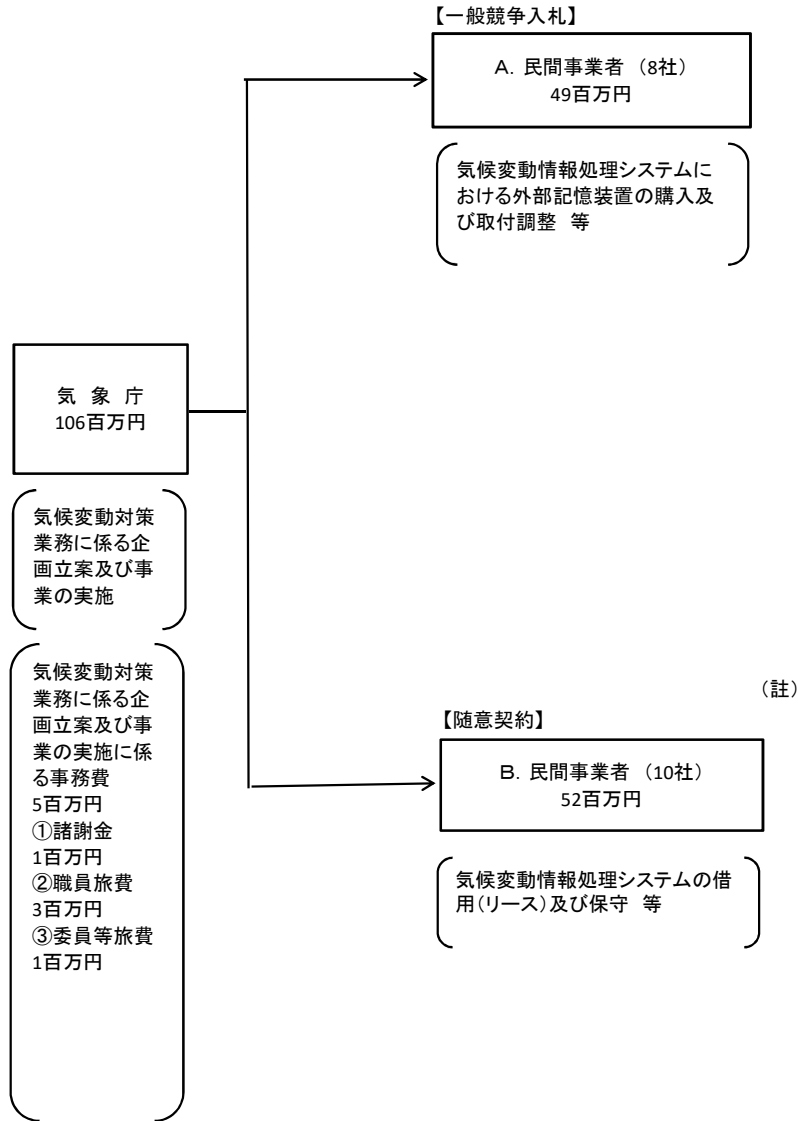 【一般競争入札】
A．民間事業者 （8社）
49百万円
気候変動情報処理システムに
おける外部記憶装置の購入及
び取付調整 等
気 象 庁
106百万円
気候変動対策
業務に係る企
画立案及び事
業の実施
気候変動対策
業務に係る企
画立案及び事
業の実施に係
る事務費
5百万円
①諸謝金
1百万円
②職員旅費
3百万円
③委員等旅費
1百万円
（註）
【随意契約】
B．民間事業者 （10社）
52百万円
気候変動情報処理システムの借
用（リース）及び保守 等